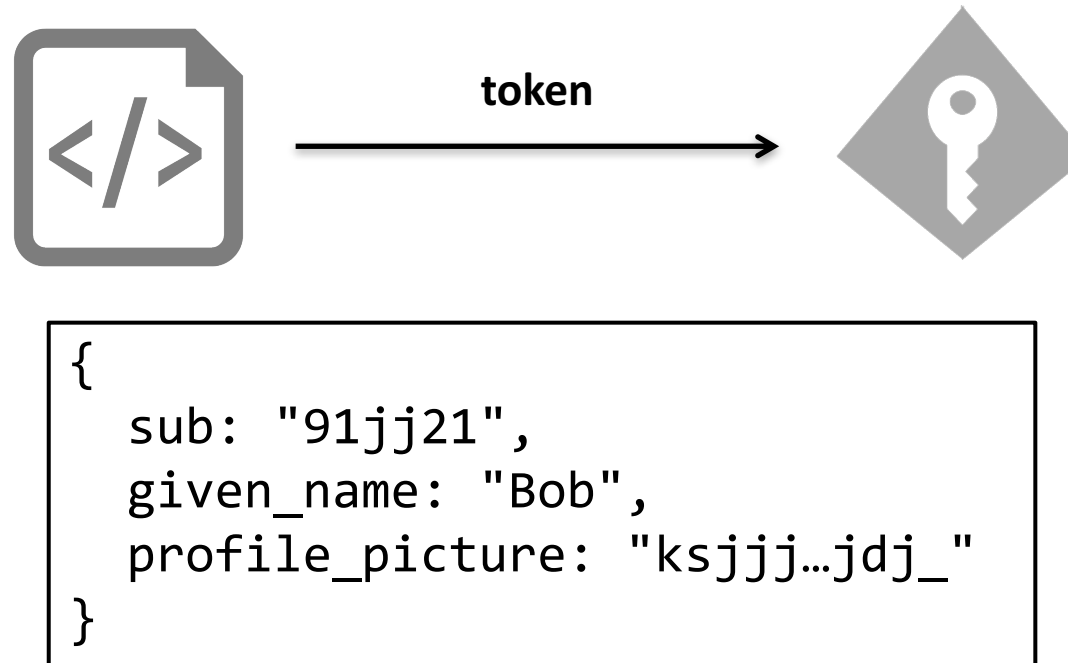 </>
token
{
sub: "91jj21",
given_name: "Bob",
profile_picture: "ksjjj…jdj_"
}